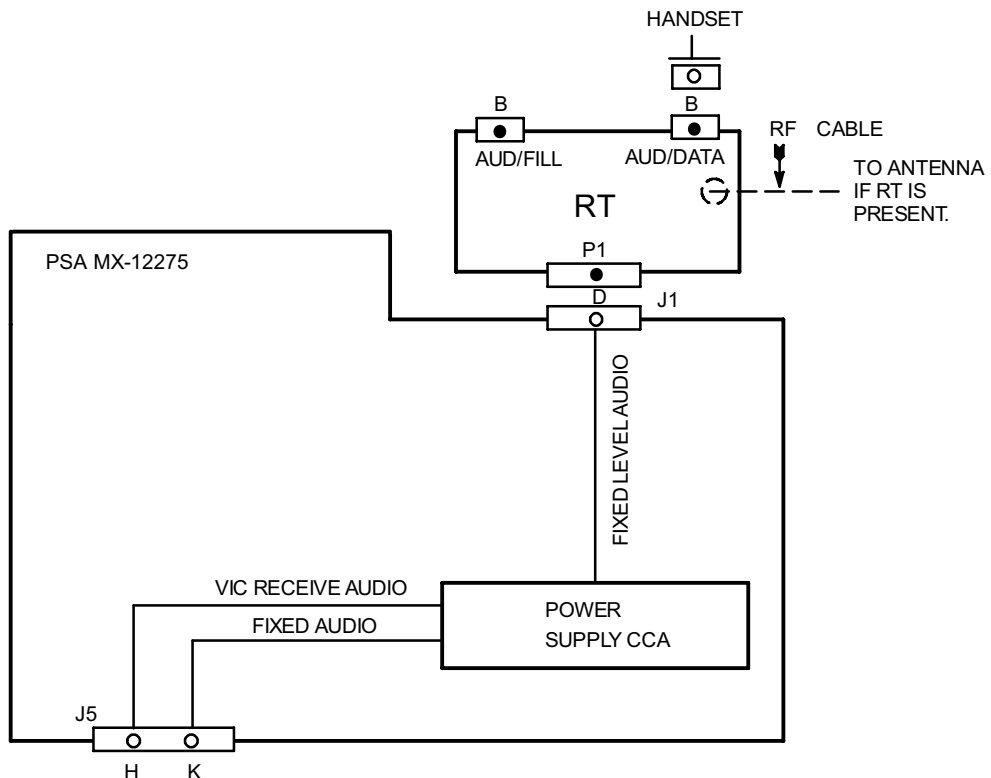 HANDSET
B
B
RF CABLE
AUD/FILL
AUD/DATA
TO ANTENNA
IF RT IS
PRESENT.
RT
P1
PSA MX-12275
D
J1
FIXED LEVEL AUDIO
VIC RECEIVE AUDIO
FIXED AUDIO
POWER
SUPPLY CCA
J5
H
K